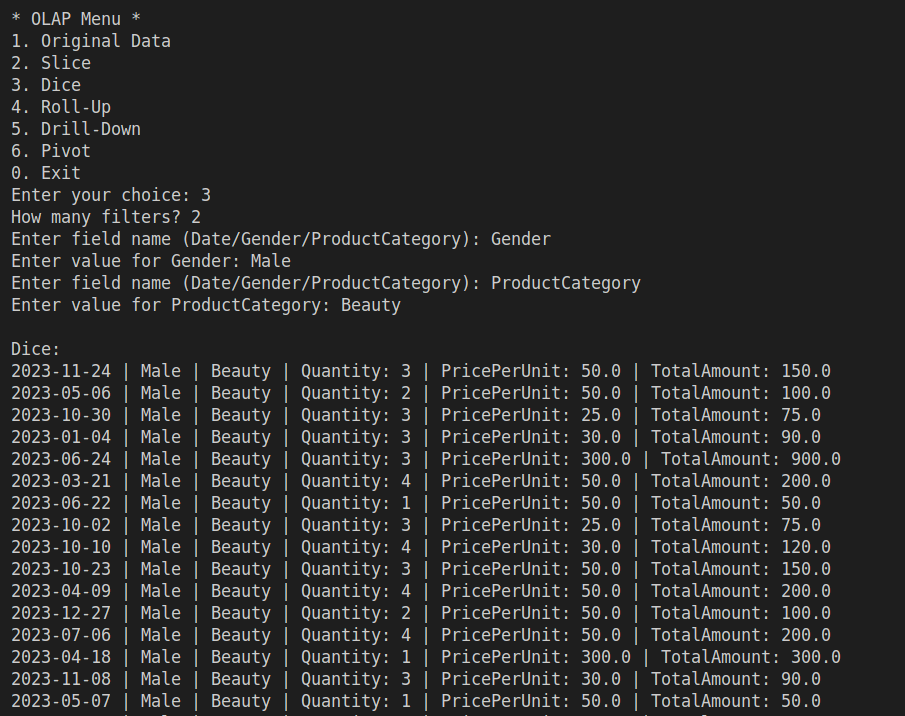 * OLAP Menu *
1. Original Data
2. Slice
3. Dice
4. Roll-Up
5. Drill-Down
6. Pivot
0. Exit
Enter your choice: 3
How many filters? 2
Enter field name (Date/Gender/ProductCategory): Gender
Enter value for Gender: Male
Enter field name (Date/Gender/ProductCategory): ProductCategory
Enter value for ProductCategory: Beauty
Dice:
2023-11-24 | Male | Beauty | Quantity: 3 | PricePerUnit: 50.0 | TotalAmount: 150.0
2023-05-06 | Male | Beauty | Quantity: 2 | PricePerUnit: 50.0 | TotalAmount: 100.0
2023-10-30 | Male | Beauty | Quantity: 3 | PricePerUnit: 25.0 | TotalAmount: 75.0
2023-01-04 | Male | Beauty | Quantity: 3 | PricePerUnit: 30.0 | TotalAmount: 90.0
2023-06-24 | Male | Beauty | Quantity: 3 | PricePerUnit: 300.0 | TotalAmount: 900.0
2023-03-21 | Male | Beauty | Quantity: 4 | PricePerUnit: 50.0 | TotalAmount: 200.0
2023-06-22 | Male | Beauty | Quantity: 1 | PricePerUnit: 50.0 | TotalAmount: 50.0
2023-10-02 | Male | Beauty | Quantity: 3 | PricePerUnit: 25.0 | TotalAmount: 75.0
2023-10-10 | Male | Beauty | Quantity: 4 | PricePerUnit: 30.0 | TotalAmount: 120.0
2023-10-23 | Male | Beauty | Quantity: 3 | PricePerUnit: 50.0 | TotalAmount: 150.0
2023-04-09 | Male | Beauty | Quantity: 4 | PricePerUnit: 50.0 | TotalAmount: 200.0
2023-12-27 | Male | Beauty | Quantity: 2 | PricePerUnit: 50.0 | TotalAmount: 100.0
2023-07-06 | Male | Beauty | Quantity: 4 | PricePerUnit: 50.0 | TotalAmount: 200.0
2023-04-18 | Male | Beauty | Quantity: 1 | PricePerUnit: 300.0 | TotalAmount: 300.0
2023-11-08 | Male | Beauty | Quantity: 3 | PricePerUnit: 30.0 | TotalAmount: 90.0
2023-05-07 | Male | Beauty | Quantity: 1 | PricePerUnit: 50.0 | TotalAmount: 50.0